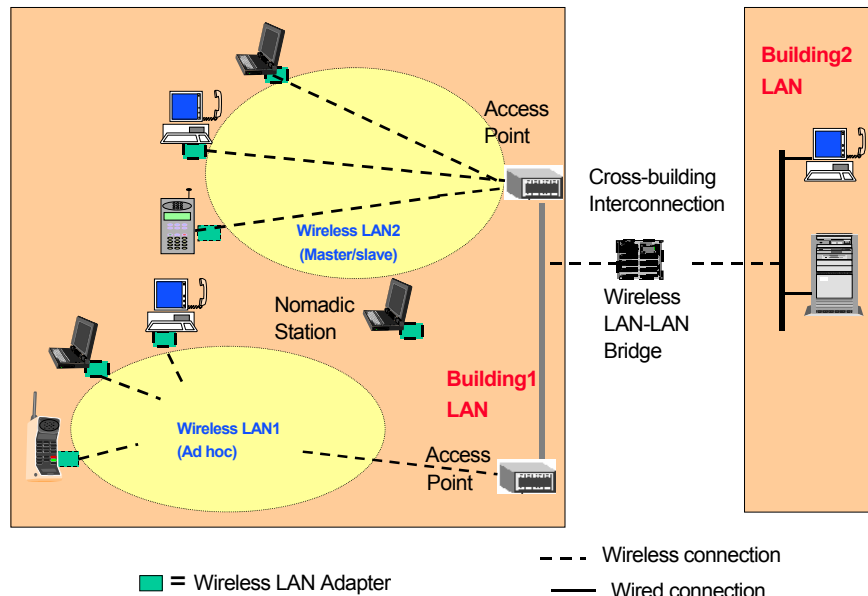 Building2
LAN
Access
Point
Cross-building
Interconnection
Wireless LAN2
(Master/slave)
Nomadic
Station
Wireless
LAN-LAN
Bridge
Building1
LAN
Wireless LAN1
(Ad hoc)
Access
Point
= Wireless LAN Adapter
Wireless connection
Wired connection